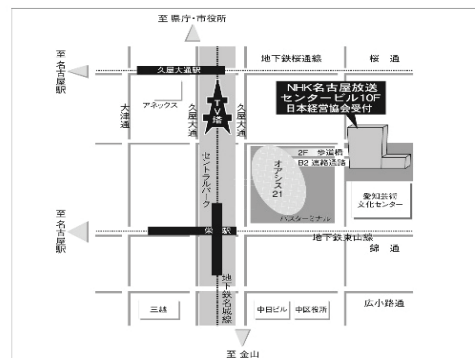 至 県庁・市役所
至 名古屋駅
久屋大通駅
地下鉄桜通線
桜 通
アネックス
大津通
久屋大通
TV塔
久屋大通
NHK名古屋放送
センタービル10F
日本経営協会受付
セントラルパーク
オアシス21
2F 歩道橋
B2 連絡通路
愛知芸術
文化センター
バスターミナル
至 名古屋駅
栄 駅
地下鉄東山線
錦 通
地下鉄名城線
三越
中日ビル
中区役所
広小路通
至 金山